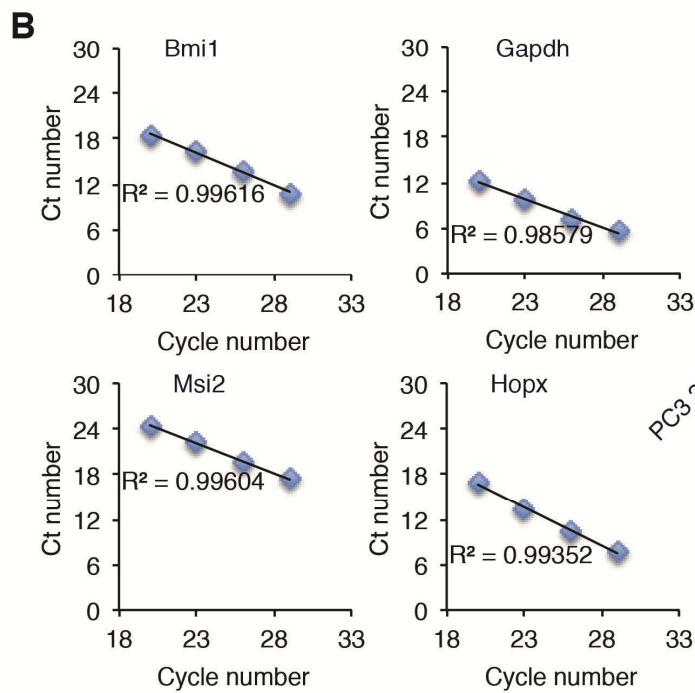 B
Bmi1
30
24
18
12
6
0
Ct number
R² = 0.99616
18 23 28 33
Cycle number
Gapdh
30
24
18
12
6
0
Ct number
R² = 0.98579
18 23 28 33
Cycle number
Msi2
30
24
18
12
6
0
Ct number
R² = 0.99604
18 23 28 33
Cycle number
Hopx
30
24
18
12
6
0
Ct number
R² = 0.99352
18 23 28 33
Cycle number
PC3